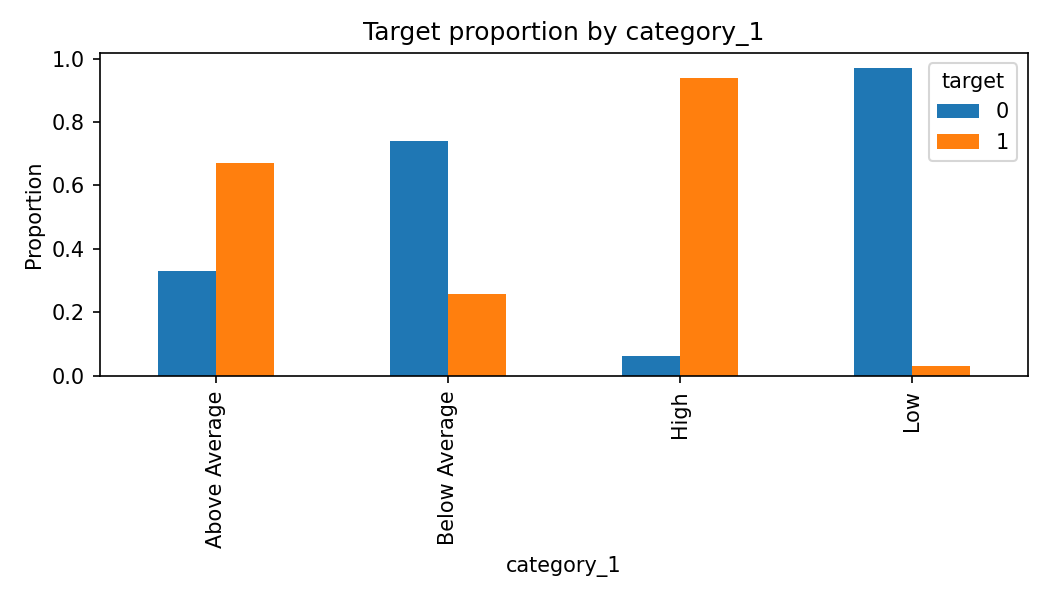 Target proportion by category_1
Proportion
1.0
0.8
0.6
0.4
0.2
0.0
target
0
1
Above Average
Below Average
High
Low
category_1